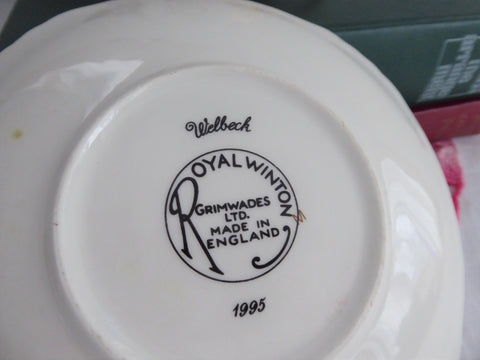 Welbeck
ROYAL WINTON
GRIMWADES
LTD.
MADE IN
ENGLAND
1995